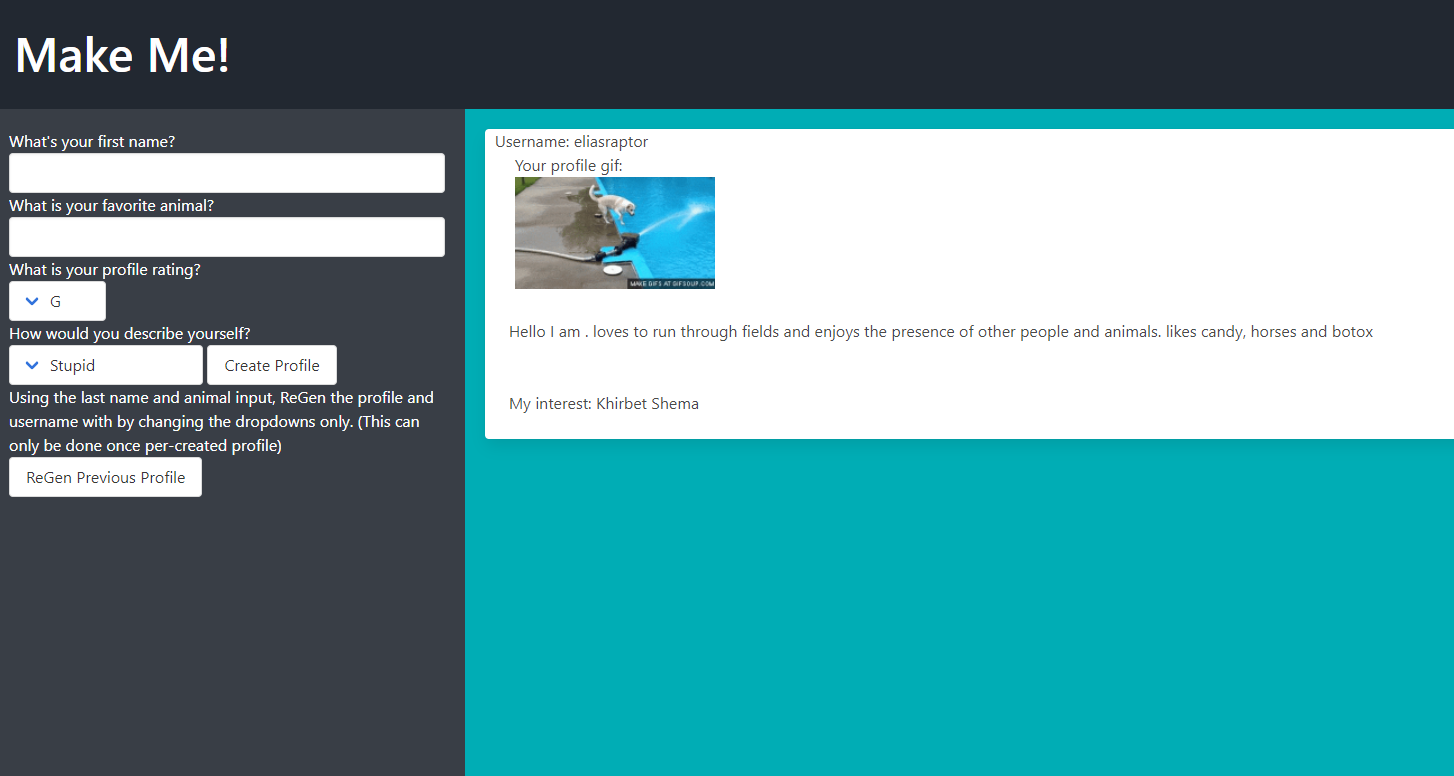 Make Me!
What's your first name?
What is your favorite animal?
What is your profile rating?
G
How would you describe yourself?
Stupid
Create Profile
Using the last name and animal input, ReGen the profile and
username with by changing the dropdowns only. (This can
only be done once per-created profile)
ReGen Previous Profile
Username: eliasraptor
Your profile gif:
MAKE GIFS AT GIFSOUP.COM
Hello I am . loves to run through fields and enjoys the presence of other people and animals. likes candy, horses and botox
My interest: Khirbet Shema